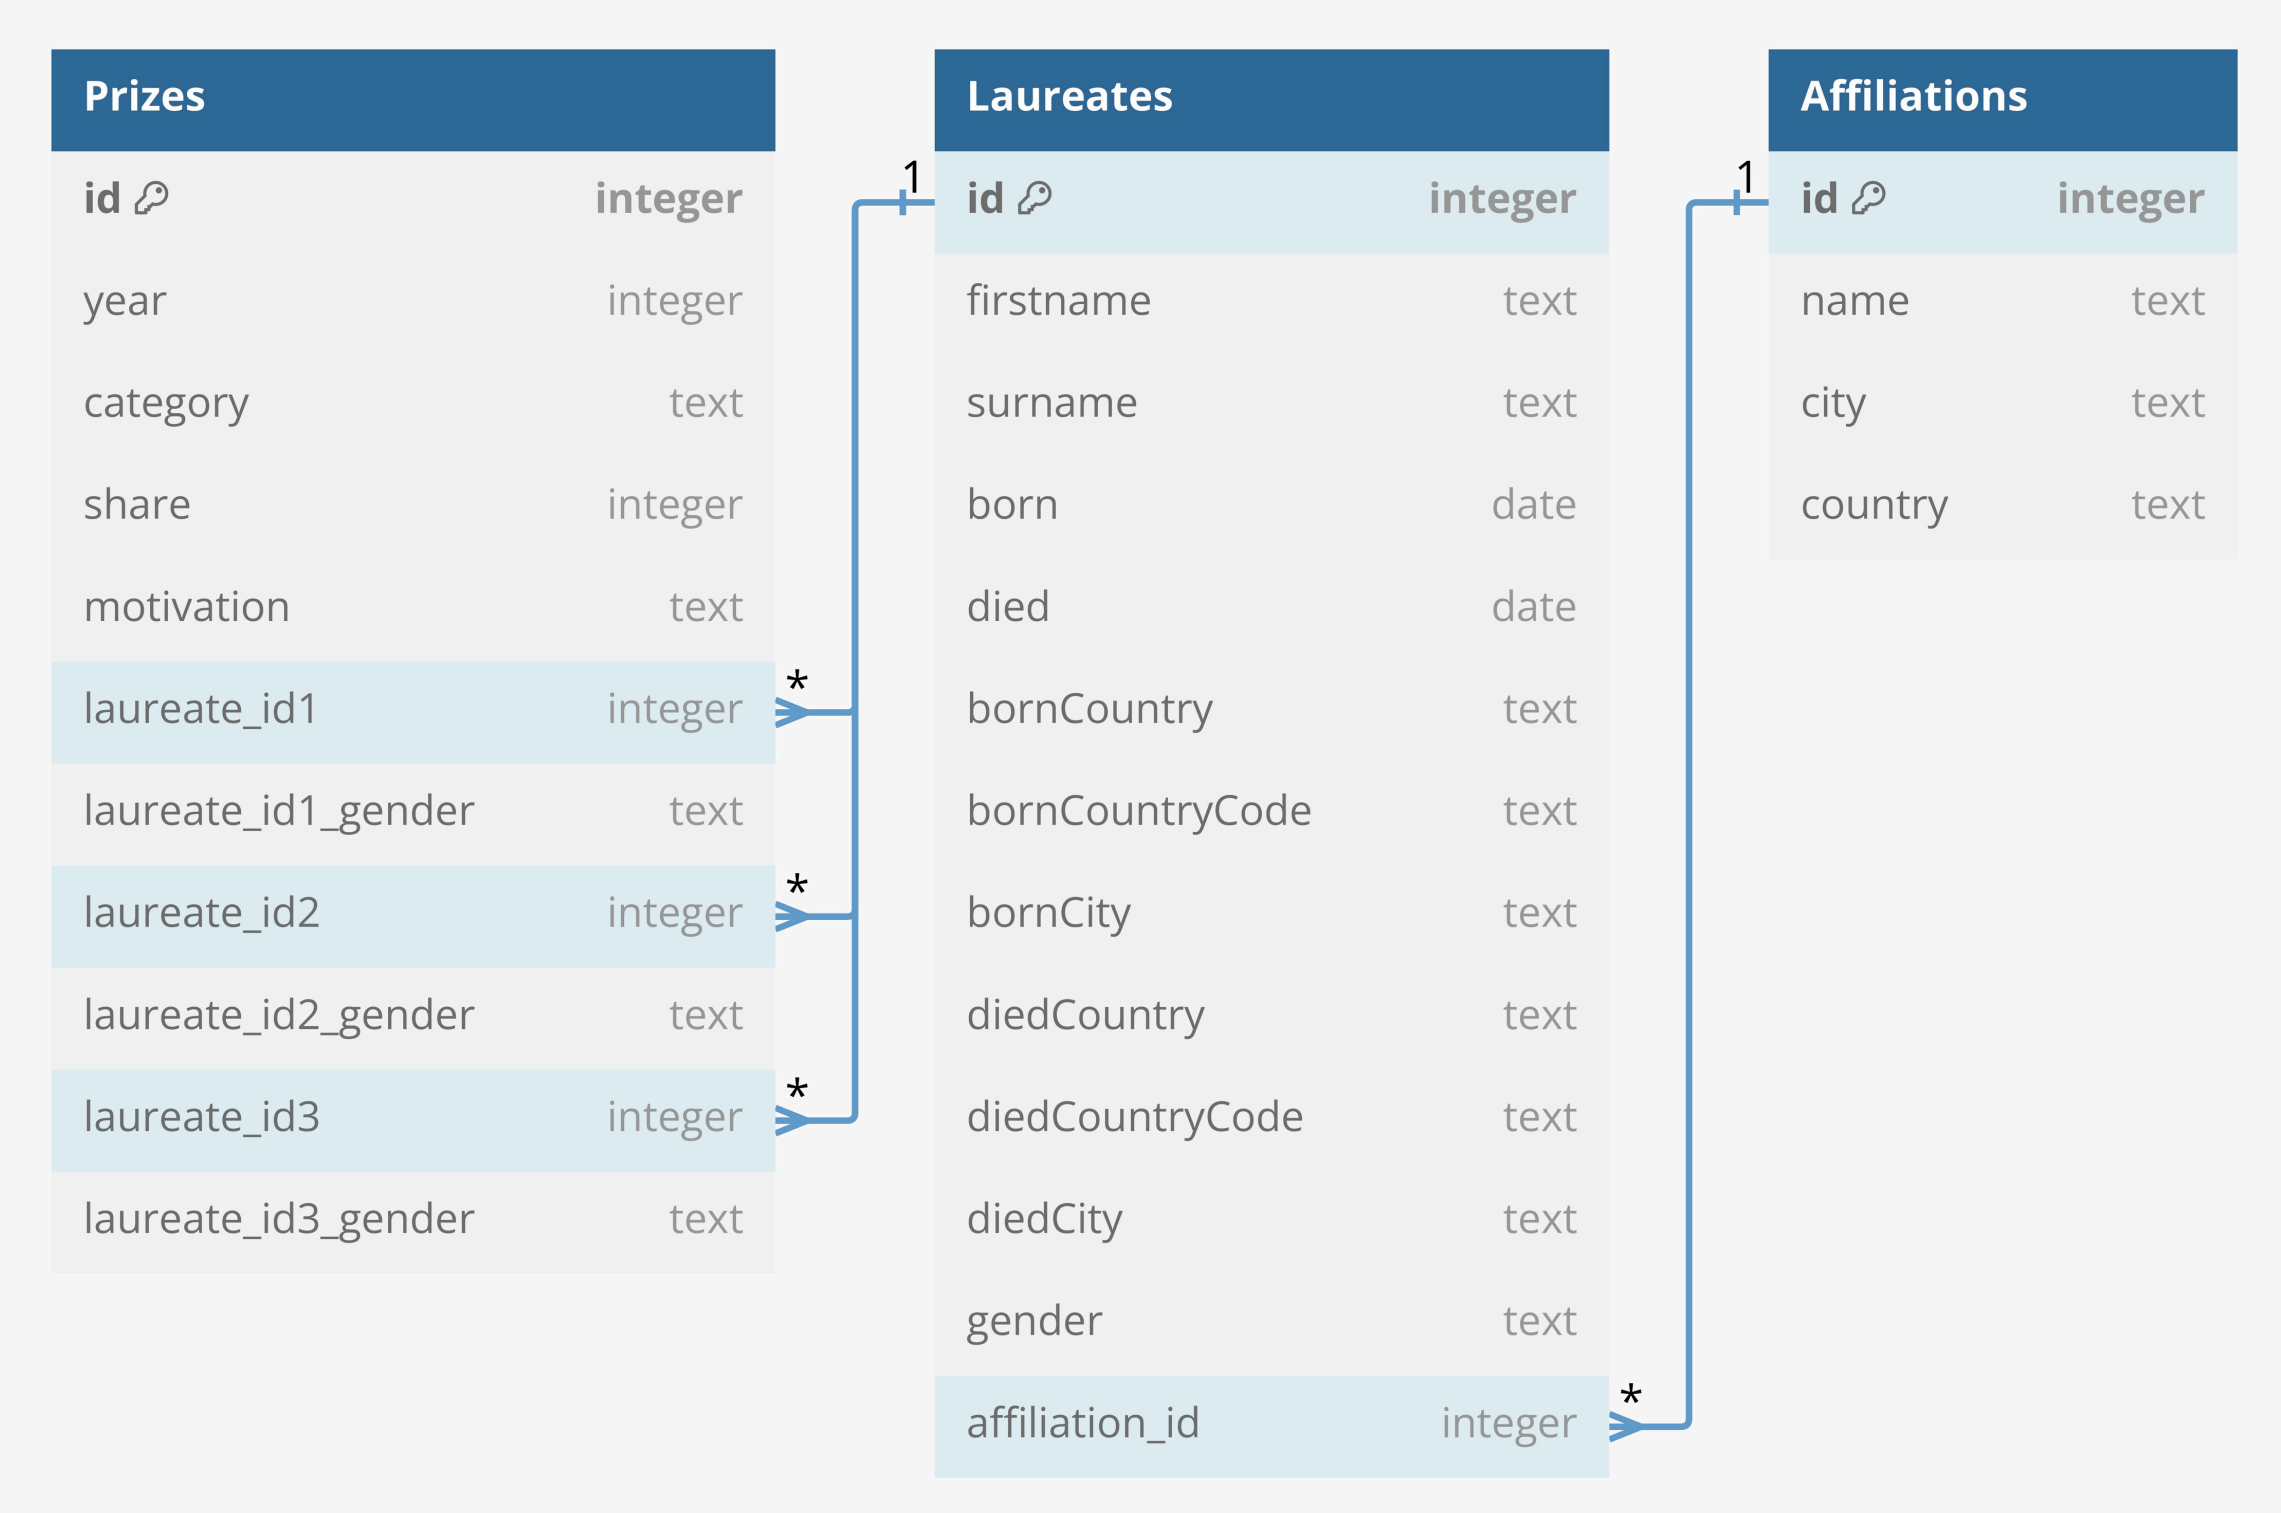 Prizes
id integer
year integer
category text
share integer
motivation text
laureate_id1 integer
*
laureate_id1_gender text
laureate_id2 integer
*
laureate_id2_gender text
laureate_id3 integer
*
laureate_id3_gender text
Laureates
1
id integer
firstname text
surname text
born date
died date
bornCountry text
bornCountryCode text
bornCity text
diedCountry text
diedCountryCode text
diedCity text
gender text
affiliation_id integer
*
Affiliations
1
id integer
name text
city text
country text